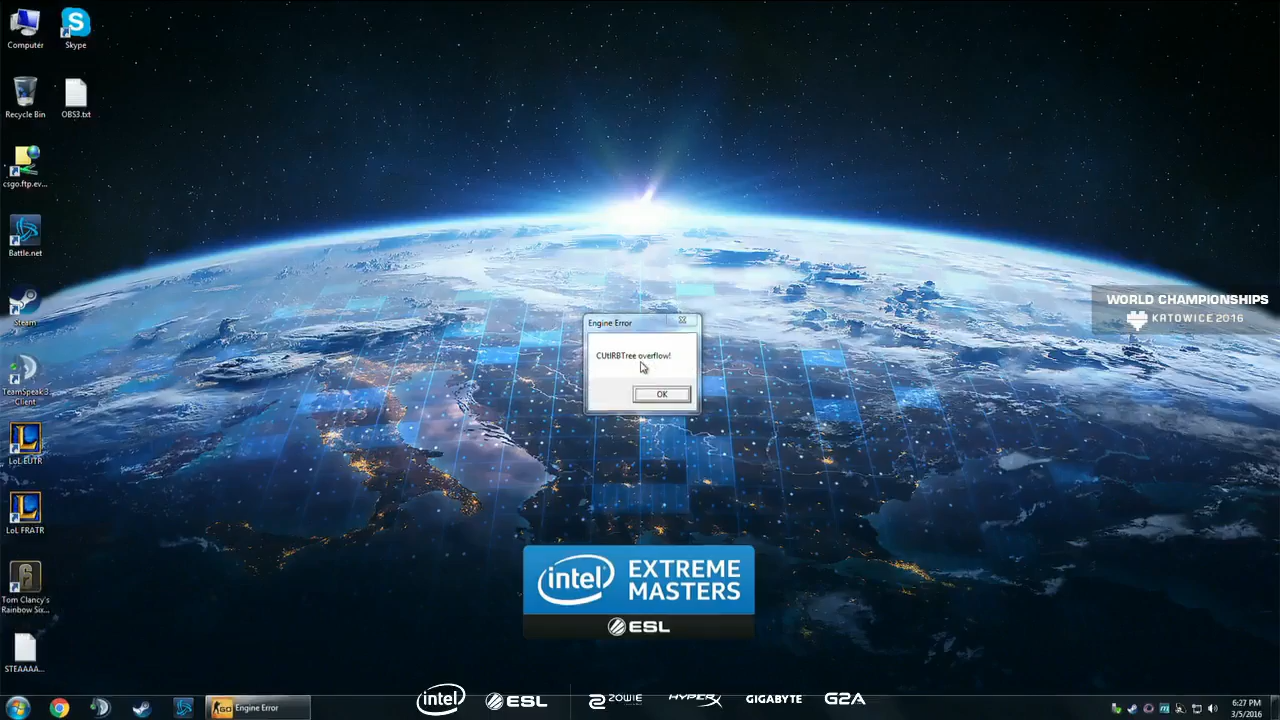 Computer
Skype
Recycle Bin
OBS3.txt
csgo.ftp.ev...
Battle.net
Steam
TeamSpeak 3
Client
LoL EUTR
LoL FRATR
Tom Clancy's
Rainbow Six...
STEAAAA...
Engine Error
CUtlRBTree overflow!
OK
WORLD CHAMPIONSHIPS
KATOWICE 2016
intel EXTREME
MASTERS
ESL
GO Engine Error
intel ESL ZOWIE HYPERX GIGABYTE G2A
6:27 PM
3/5/2016